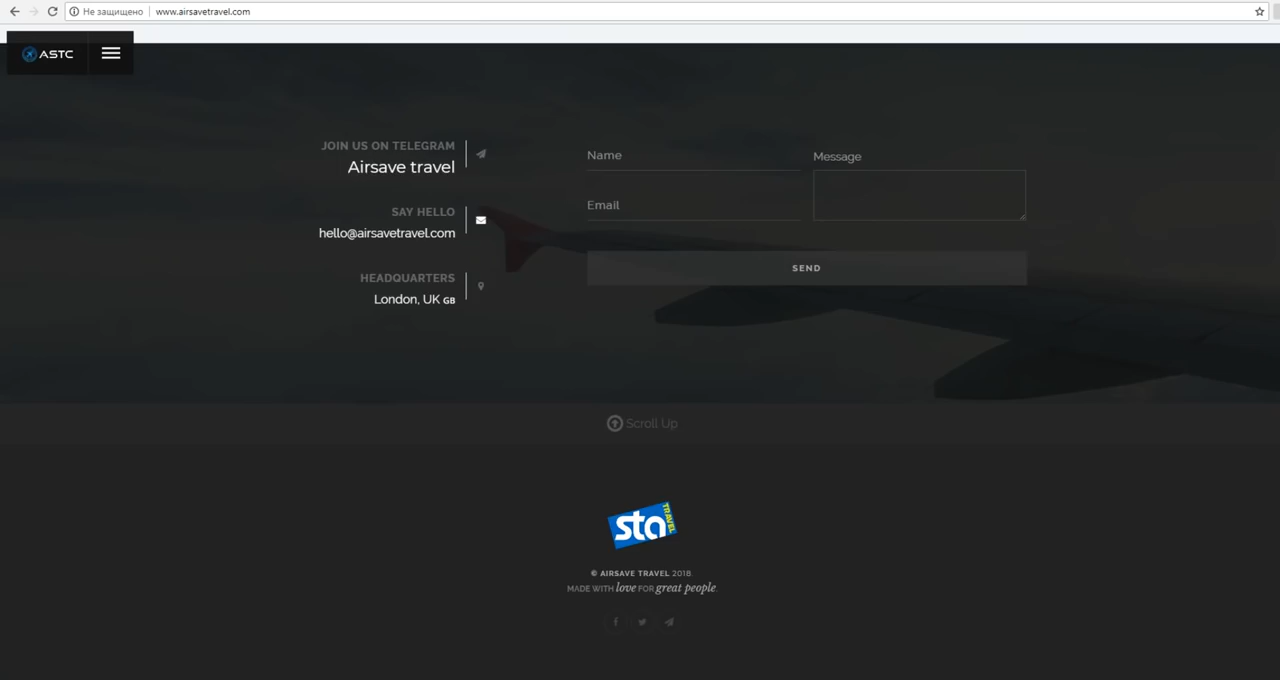 Не защищено
www.airsavetravel.com
ASTC
JOIN US ON TELEGRAM
Airsave travel
SAY HELLO
hello@airsavetravel.com
HEADQUARTERS
London, UK GB
Name
Message
Email
SEND
Scroll Up
sta TRAVEL
© AIRSAVE TRAVEL 2018.
MADE WITH love FOR great people.